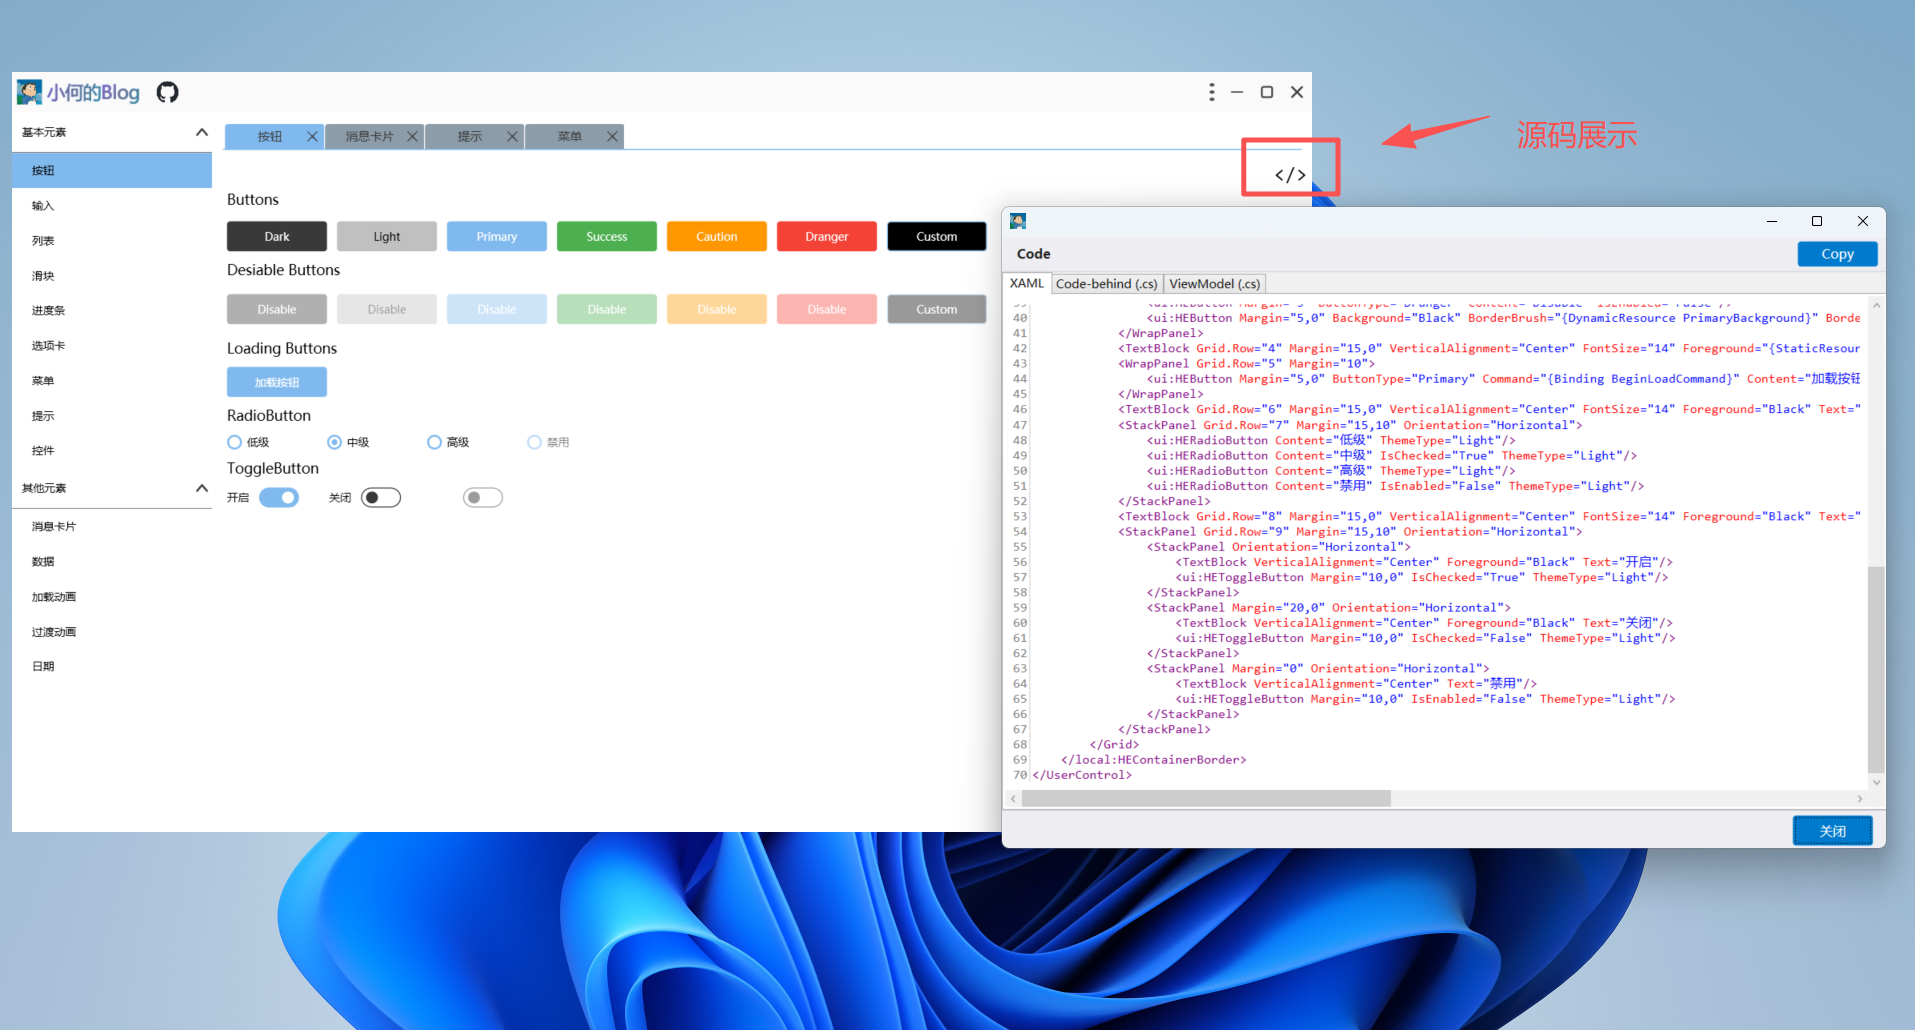 小何的Blog
基本元素
按钮
输入
列表
滑块
进度条
选项卡
菜单
提示
控件
其他元素
消息卡片
数据
加载动画
过渡动画
日期
按钮 消息卡片 提示 菜单
</>
源码展示
Buttons
Dark Light Primary Success Caution Dranger Custom
Desiable Buttons
Disable Disable Disable Disable Disable Disable Custom
Loading Buttons
加载按钮
RadioButton
低级 中级 高级 禁用
ToggleButton
开启 关闭
Code
Copy
XAML Code-behind (.cs) ViewModel (.cs)
40 <ui:HEButton Margin="5,0" Background="Black" BorderBrush="{DynamicResource PrimaryBackground}" Borde
41 </WrapPanel>
42 <TextBlock Grid.Row="4" Margin="15,0" VerticalAlignment="Center" FontSize="14" Foreground="{StaticResour
43 <WrapPanel Grid.Row="5" Margin="10">
44 <ui:HEButton Margin="5,0" ButtonType="Primary" Command="{Binding BeginLoadCommand}" Content="加载按钮
45 </WrapPanel>
46 <TextBlock Grid.Row="6" Margin="15,0" VerticalAlignment="Center" FontSize="14" Foreground="Black" Text="
47 <StackPanel Grid.Row="7" Margin="15,10" Orientation="Horizontal">
48 <ui:HERadioButton Content="低级" ThemeType="Light"/>
49 <ui:HERadioButton Content="中级" IsChecked="True" ThemeType="Light"/>
50 <ui:HERadioButton Content="高级" ThemeType="Light"/>
51 <ui:HERadioButton Content="禁用" IsEnabled="False" ThemeType="Light"/>
52 </StackPanel>
53 <TextBlock Grid.Row="8" Margin="15,0" VerticalAlignment="Center" FontSize="14" Foreground="Black" Text="
54 <StackPanel Grid.Row="9" Margin="15,10" Orientation="Horizontal">
55 <StackPanel Orientation="Horizontal">
56 <TextBlock VerticalAlignment="Center" Foreground="Black" Text="开启"/>
57 <ui:HEToggleButton Margin="10,0" IsChecked="True" ThemeType="Light"/>
58 </StackPanel>
59 <StackPanel Margin="20,0" Orientation="Horizontal">
60 <TextBlock VerticalAlignment="Center" Foreground="Black" Text="关闭"/>
61 <ui:HEToggleButton Margin="10,0" IsChecked="False" ThemeType="Light"/>
62 </StackPanel>
63 <StackPanel Margin="0" Orientation="Horizontal">
64 <TextBlock VerticalAlignment="Center" Text="禁用"/>
65 <ui:HEToggleButton Margin="10,0" IsEnabled="False" ThemeType="Light"/>
66 </StackPanel>
67 </StackPanel>
68 </Grid>
69 </local:HEContainerBorder>
70 </UserControl>
关闭